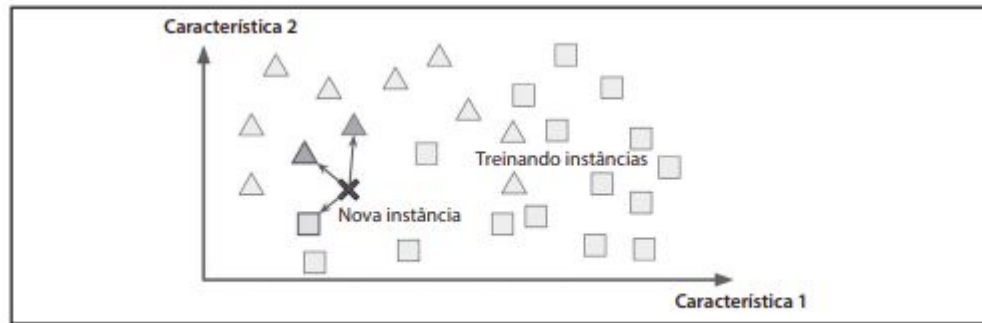 Característica 2
Treinando instâncias
Nova instância
Característica 1